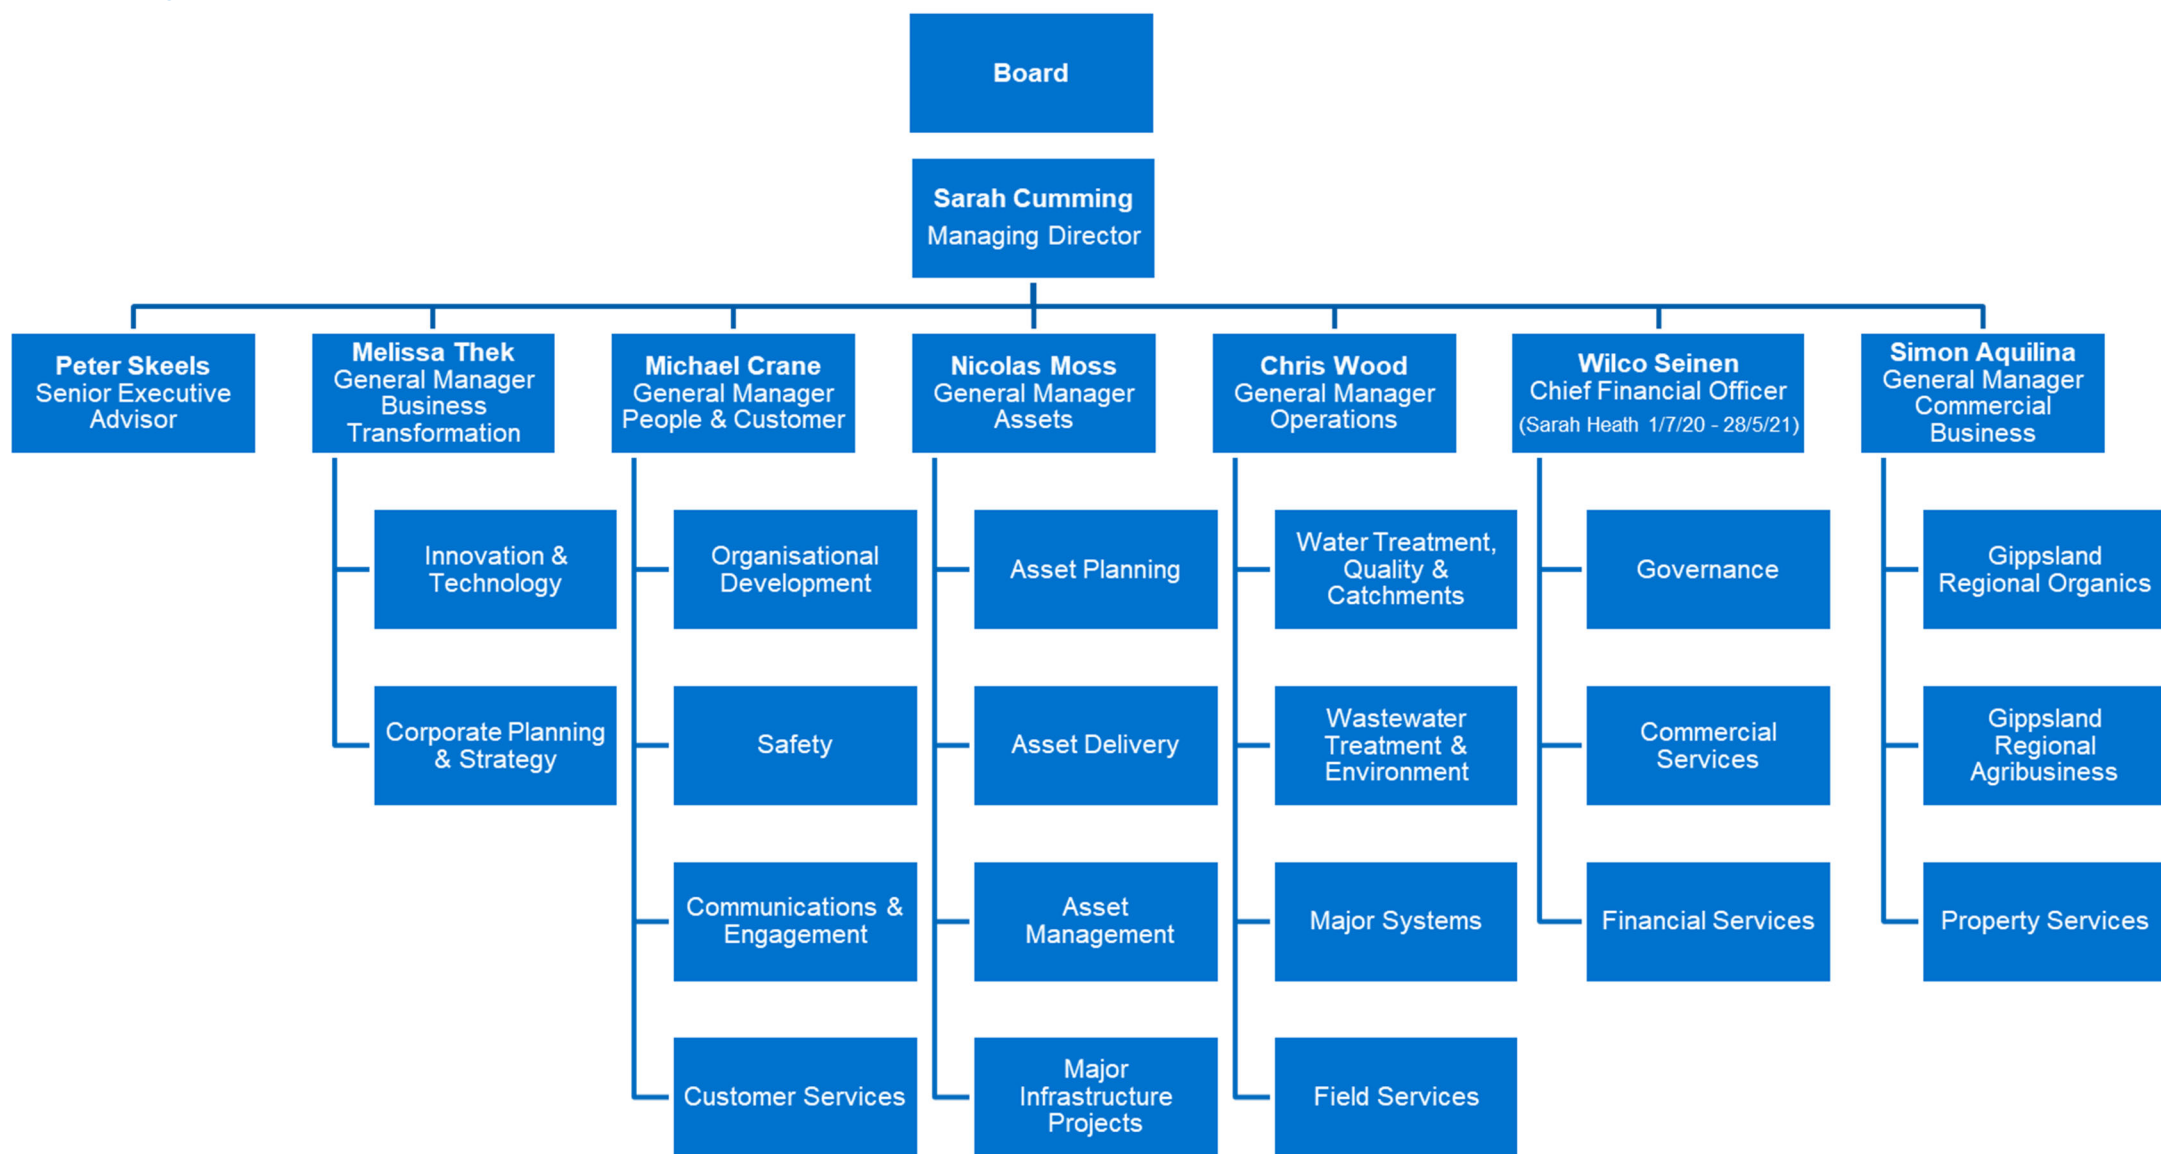 Board
Sarah Cumming
Managing Director
Peter Skeels
Senior Executive
Advisor
Melissa Thek
General Manager
Business
Transformation
Michael Crane
General Manager
People & Customer
Nicolas Moss
General Manager
Assets
Chris Wood
General Manager
Operations
Wilco Seinen
Chief Financial Officer
(Sarah Heath 1/7/20 - 28/5/21)
Simon Aquilina
General Manager
Commercial
Business
Innovation &
Technology
Corporate Planning
& Strategy
Organisational
Development
Safety
Communications &
Engagement
Customer Services
Asset Planning
Asset Delivery
Asset
Management
Major
Infrastructure
Projects
Water Treatment,
Quality &
Catchments
Wastewater
Treatment &
Environment
Major Systems
Field Services
Governance
Commercial
Services
Financial Services
Gippsland
Regional Organics
Gippsland
Regional
Agribusiness
Property Services